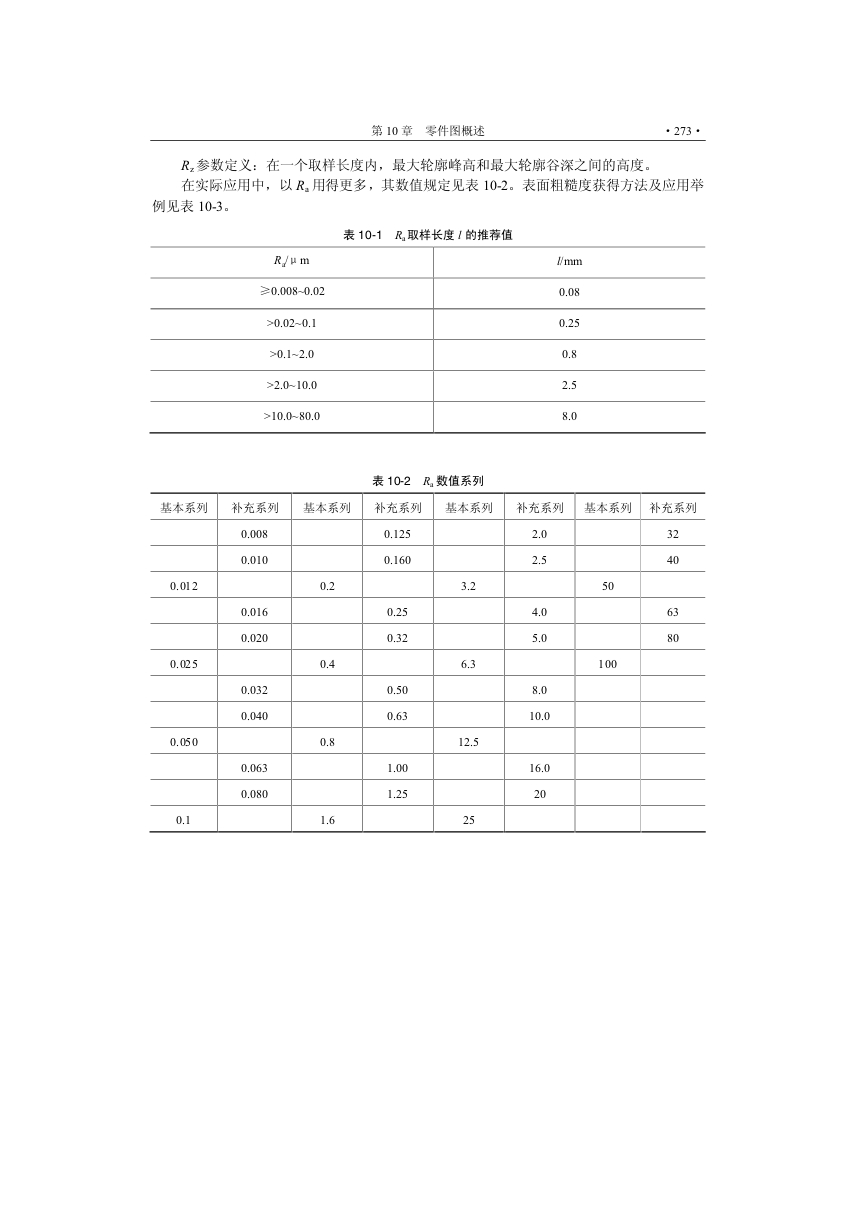 第 10 章 零件图概述 ·273·
Rz 参数定义：在一个取样长度内，最大轮廓峰高和最大轮廓谷深之间的高度。
在实际应用中，以 Ra 用得更多，其数值规定见表 10-2。表面粗糙度获得方法及应用举
例见表 10-3。
表 10-1 Ra 取样长度 l 的推荐值
Ra/μm l/mm
≥0.008~0.02 0.08
>0.02~0.1 0.25
>0.1~2.0 0.8
>2.0~10.0 2.5
>10.0~80.0 8.0
表 10-2 Ra 数值系列
基本系列 补充系列 基本系列 补充系列 基本系列 补充系列 基本系列 补充系列
0.008 0.125 2.0 32
0.010 0.160 2.5 40
0.012 0.2 3.2 50
0.016 0.25 4.0 63
0.020 0.32 5.0 80
0.025 0.4 6.3 100
0.032 0.50 8.0
0.040 0.63 10.0
0.050 0.8 12.5
0.063 1.00 16.0
0.080 1.25 20
0.1 1.6 25